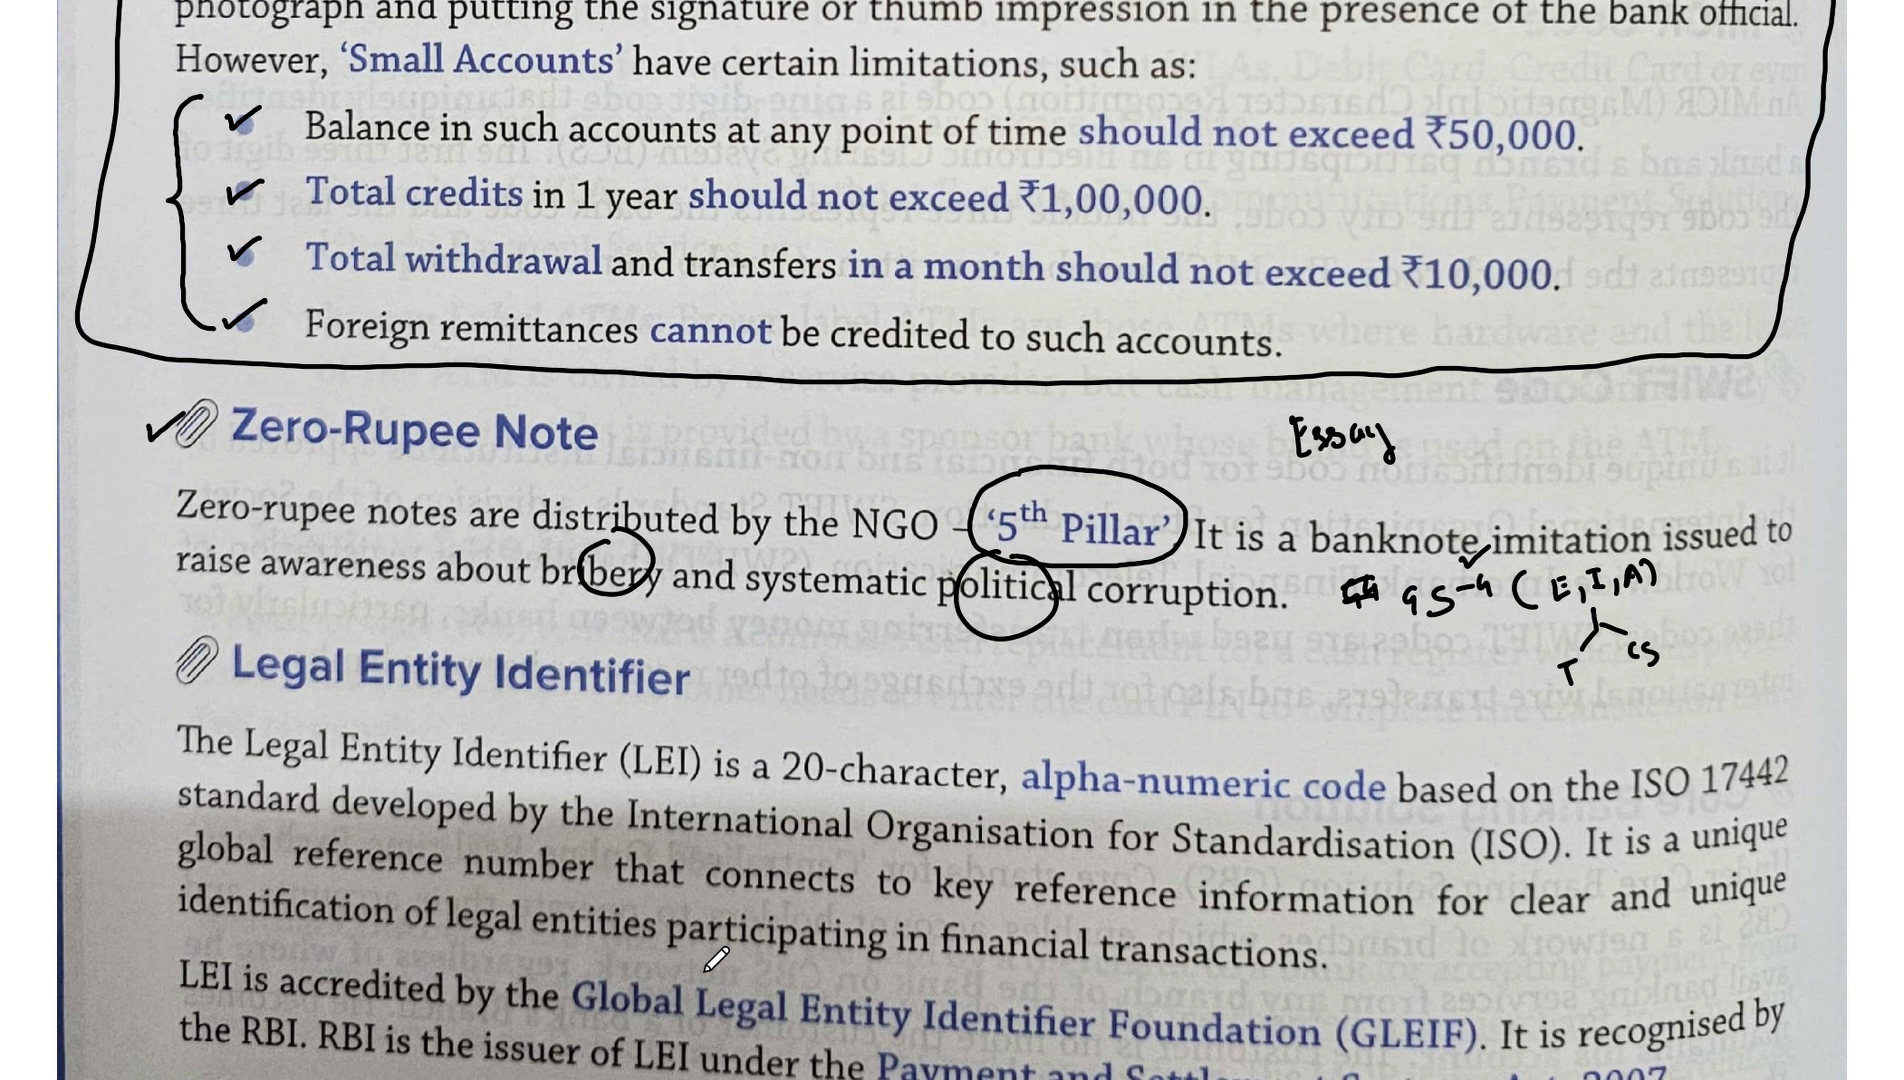 photograph and putting the signature or thumb impression in the presence of the bank official.
However, ‘Small Accounts’ have certain limitations, such as:
Balance in such accounts at any point of time should not exceed ₹50,000.
Total credits in 1 year should not exceed ₹1,00,000.
Total withdrawal and transfers in a month should not exceed ₹10,000.
Foreign remittances cannot be credited to such accounts.
Zero-Rupee Note
Essay
Zero-rupee notes are distributed by the NGO – ‘5th Pillar’. It is a banknote imitation issued to
raise awareness about bribery and systematic political corruption.
GS-4 (E, I, A)
T CS
Legal Entity Identifier
The Legal Entity Identifier (LEI) is a 20-character, alpha-numeric code based on the ISO 17442
standard developed by the International Organisation for Standardisation (ISO). It is a unique
global reference number that connects to key reference information for clear and unique
identification of legal entities participating in financial transactions.
LEI is accredited by the Global Legal Entity Identifier Foundation (GLEIF). It is recognised by
the RBI. RBI is the issuer of LEI under the Payment and